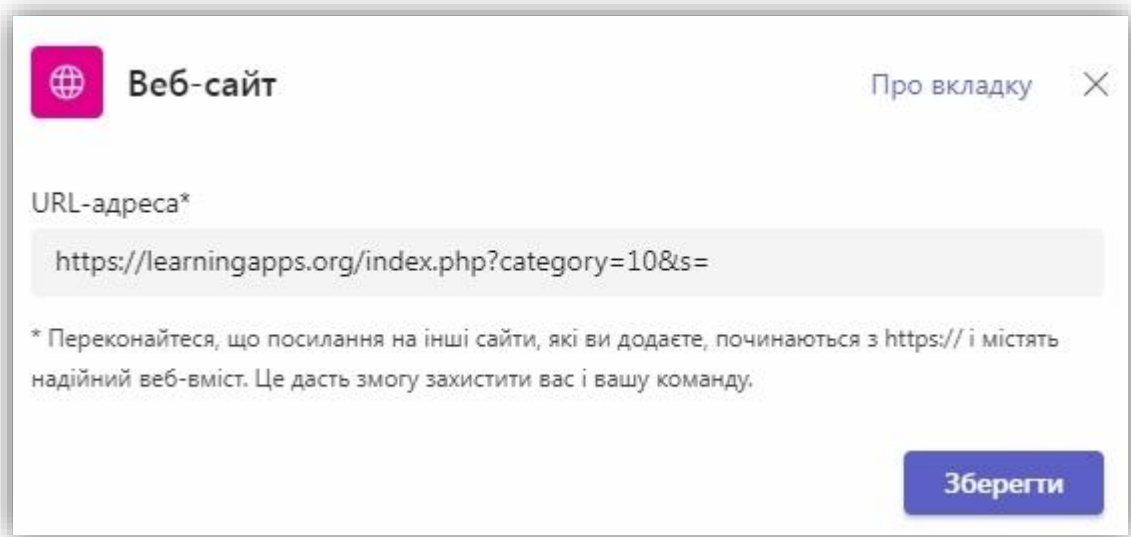 Веб-сайт
Про вкладку
URL-адреса*
https://learningapps.org/index.php?category=10&s=
* Переконайтеся, що посилання на інші сайти, які ви додаєте, починаються з https:// і містять
надійний веб-вміст. Це дасть змогу захистити вас і вашу команду.
Зберегти